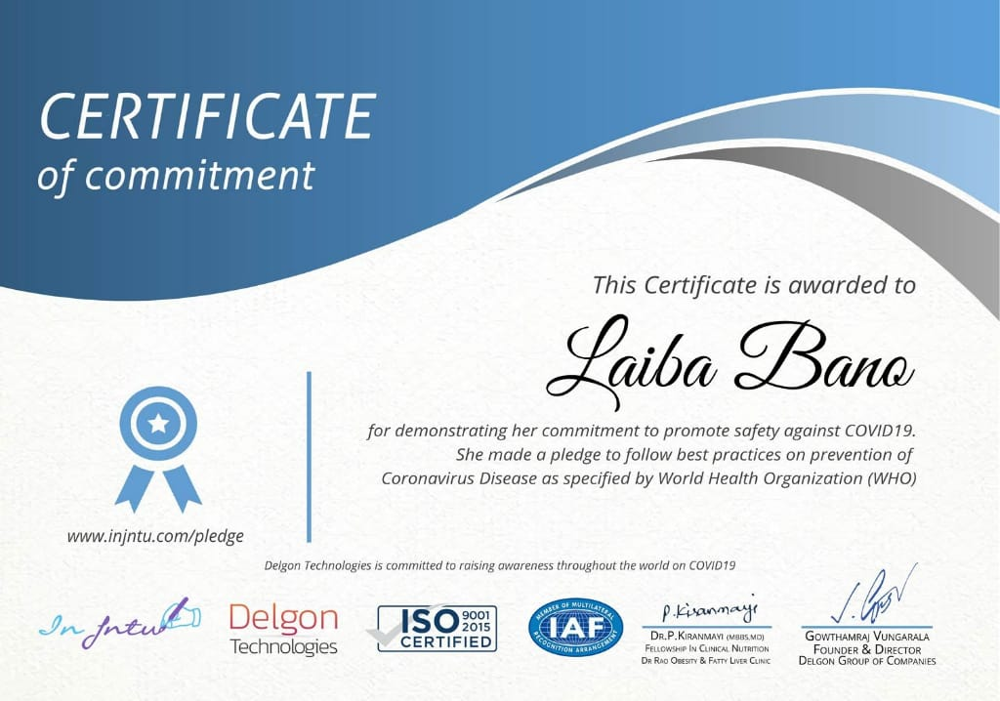 CERTIFICATE
of commitment
This Certificate is awarded to
Laiba Bano
for demonstrating her commitment to promote safety against COVID19.
She made a pledge to follow best practices on prevention of
Coronavirus Disease as specified by World Health Organization (WHO)
www.injntu.com/pledge
Delgon Technologies is committed to raising awareness throughout the world on COVID19
In Jntu
Delgon
Technologies
ISO 9001
2015
CERTIFIED
MEMBER OF MULTILATERAL
IAF
RECOGNITION ARRANGEMENT
P.Kiranmayi
DR.P.KIRANMAYI (MBBS,MD)
FELLOWSHIP IN CLINICAL NUTRITION
DR RAO OBESITY & FATTY LIVER CLINIC
GOWTHAMRAJ VUNGARALA
FOUNDER & DIRECTOR
DELGON GROUP OF COMPANIES